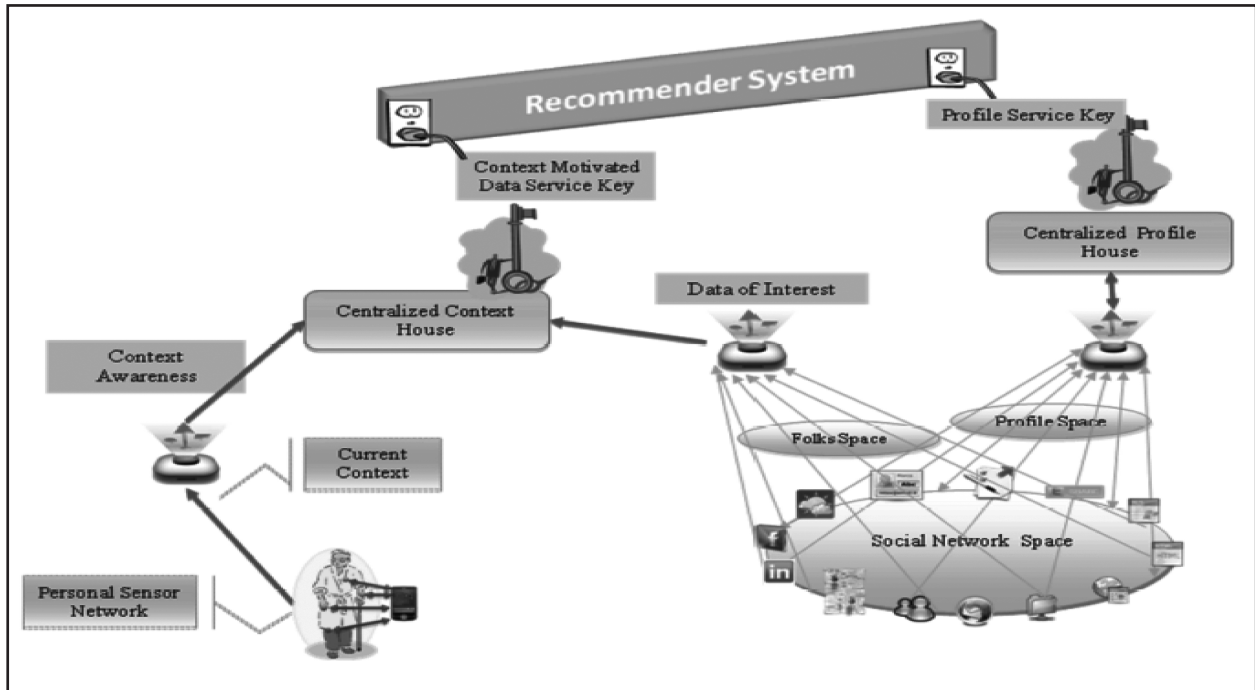 Recommender System
Profile Service Key
Context Motivated
Data Service Key
Centralized Profile
House
Data of Interest
Centralized Context
House
Context
Awareness
Profile Space
Folks Space
Current
Context
Social Network Space
f
in
Personal Sensor
Network